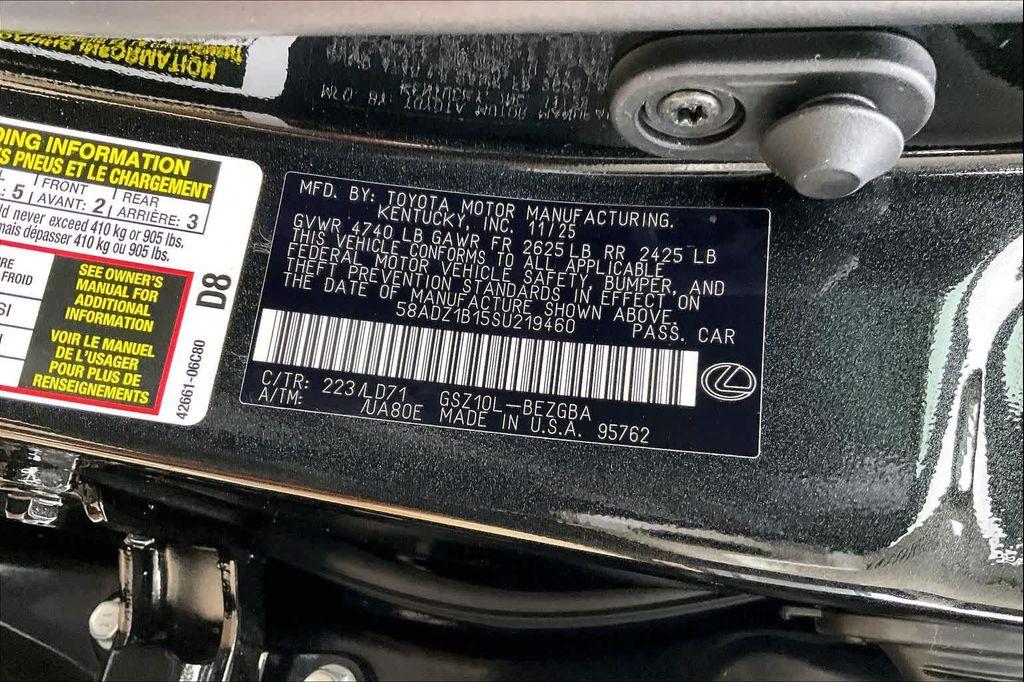 DING INFORMATION
S PNEUS ET LE CHARGEMENT
FRONT
REAR
: 5
AVANT: 2
ARRIÈRE: 3
ld never exceed 410 kg or 905 lbs.
mais dépasser 410 kg ou 905 lbs.
FROID
SEE OWNER'S
MANUAL FOR
ADDITIONAL
INFORMATION
VOIR LE MANUEL
DE L'USAGER
POUR PLUS DE
RENSEIGNEMENTS
D8
42661-06C80
MFD. BY: TOYOTA MOTOR MANUFACTURING,
KENTUCKY, INC. 11/25
GVWR 4740 LB GAWR FR 2625 LB RR 2425 LB
THIS VEHICLE CONFORMS TO ALL APPLICABLE
FEDERAL MOTOR VEHICLE SAFETY, BUMPER, AND
THEFT PREVENTION STANDARDS IN EFFECT ON
THE DATE OF MANUFACTURE SHOWN ABOVE.
58ADZ1B15SU219460 PASS. CAR
C/TR: 223/LD71 GSZ10L-BEZGBA
A/TM: /UA80E MADE IN U.S.A. 95762